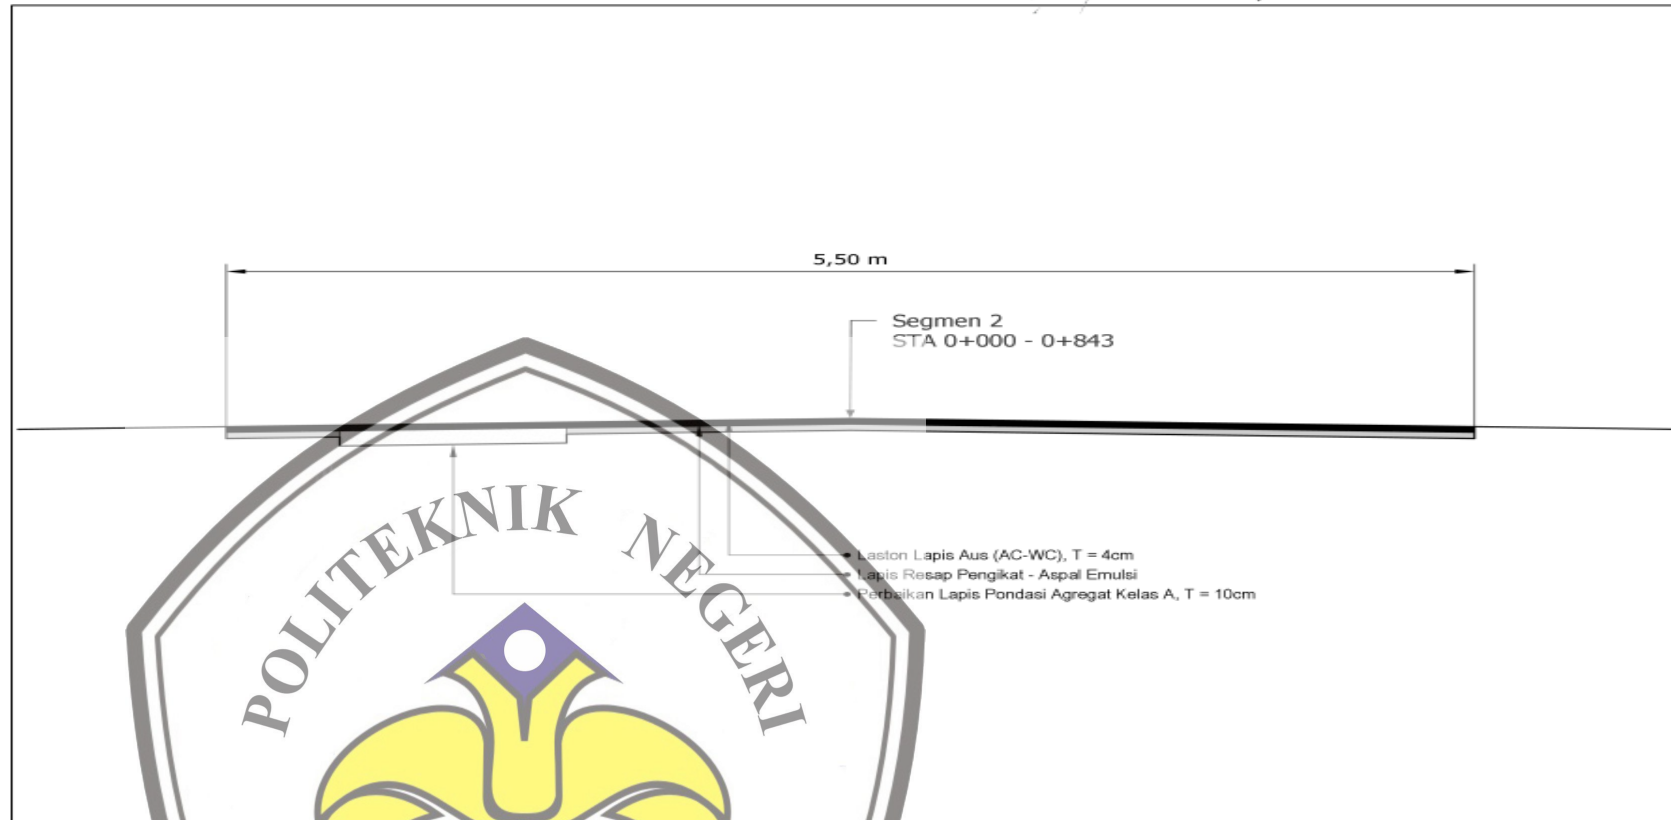 5,50 m
Segmen 2
STA 0+000 - 0+843
Laston Lapis Aus (AC-WC), T = 4cm
Lapis Resap Pengikat - Aspal Emulsi
Perbaikan Lapis Pondasi Agregat Kelas A, T = 10cm
POLITEKNIK NEGERI